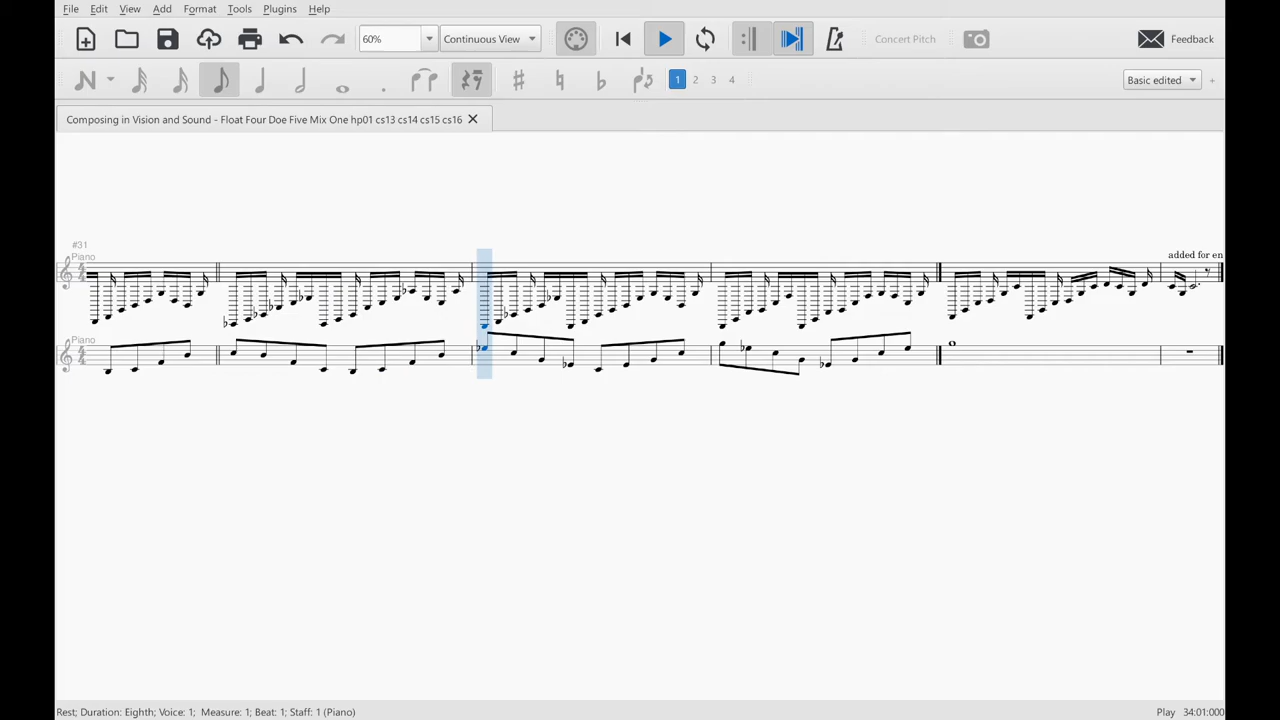 File Edit View Add Format Tools Plugins Help
60% Continuous View Concert Pitch Feedback
1 2 3 4 Basic edited +
Composing in Vision and Sound - Float Four Doe Five Mix One hp01 cs13 cs14 cs15 cs16
#31
Piano
added for en
Piano
Rest; Duration: Eighth; Voice: 1; Measure: 1; Beat: 1; Staff: 1 (Piano) Play 34:01:000